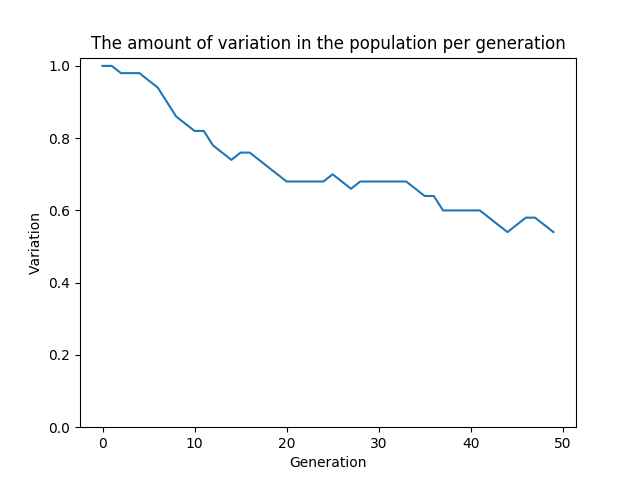 The amount of variation in the population per generation
1.0
0.8
0.6
0.4
0.2
0.0
Variation
0 10 20 30 40 50
Generation